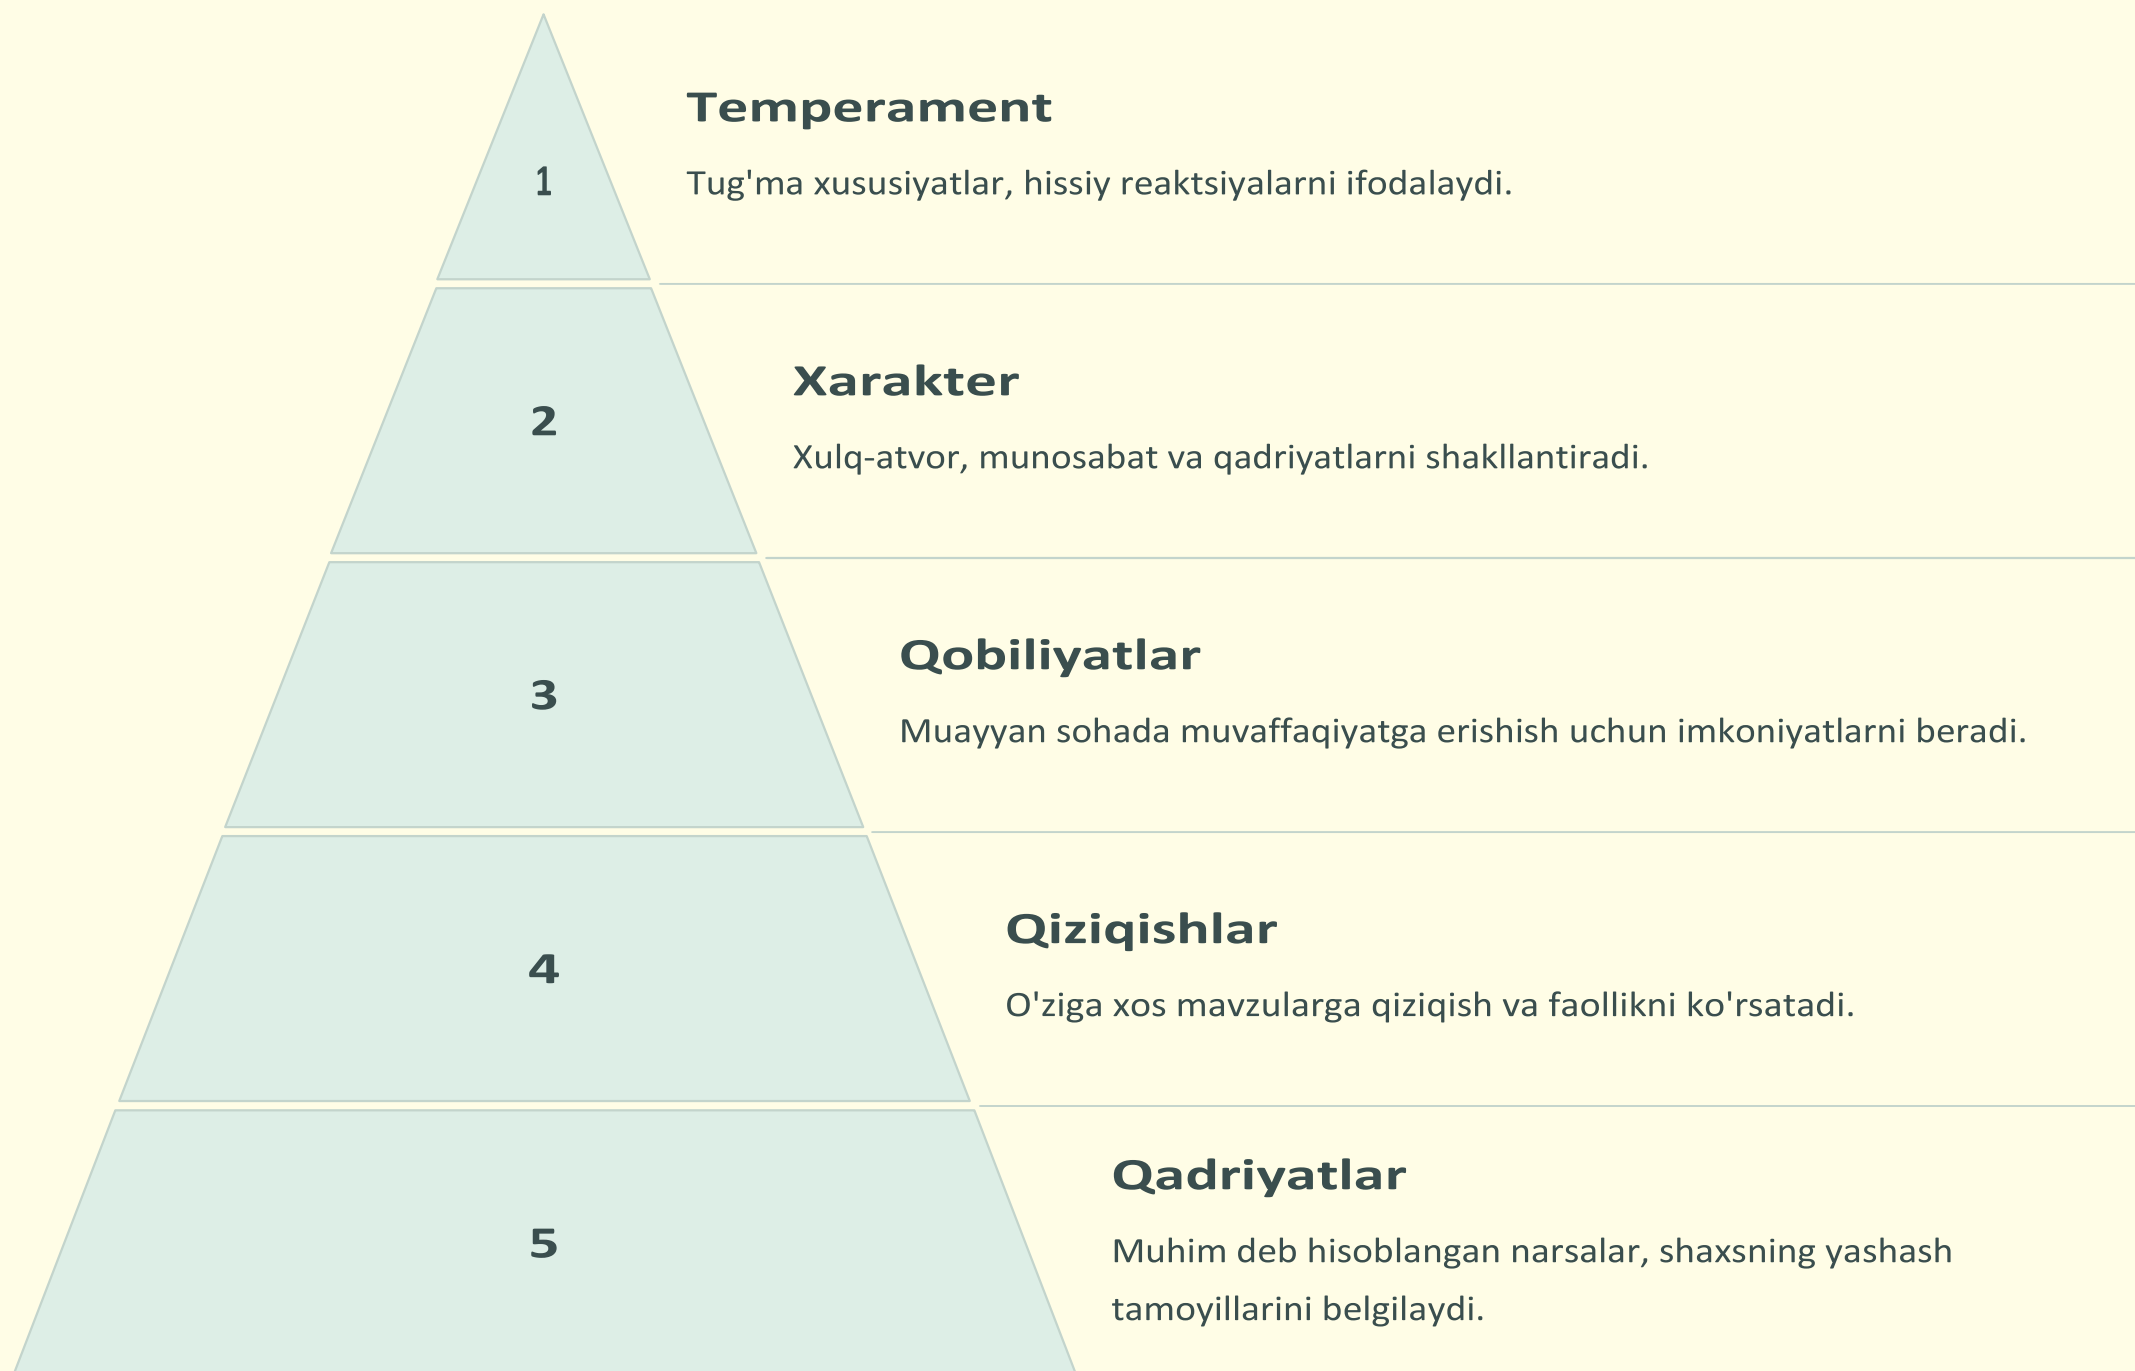 1
Temperament
Tug'ma xususiyatlar, hissiy reaktsiyalarni ifodalaydi.
2
Xarakter
Xulq-atvor, munosabat va qadriyatlarni shakllantiradi.
3
Qobiliyatlar
Muayyan sohada muvaffaqiyatga erishish uchun imkoniyatlarni beradi.
4
Qiziqishlar
O'ziga xos mavzularga qiziqish va faollikni ko'rsatadi.
5
Qadriyatlar
Muhim deb hisoblangan narsalar, shaxsning yashash
tamoyillarini belgilaydi.